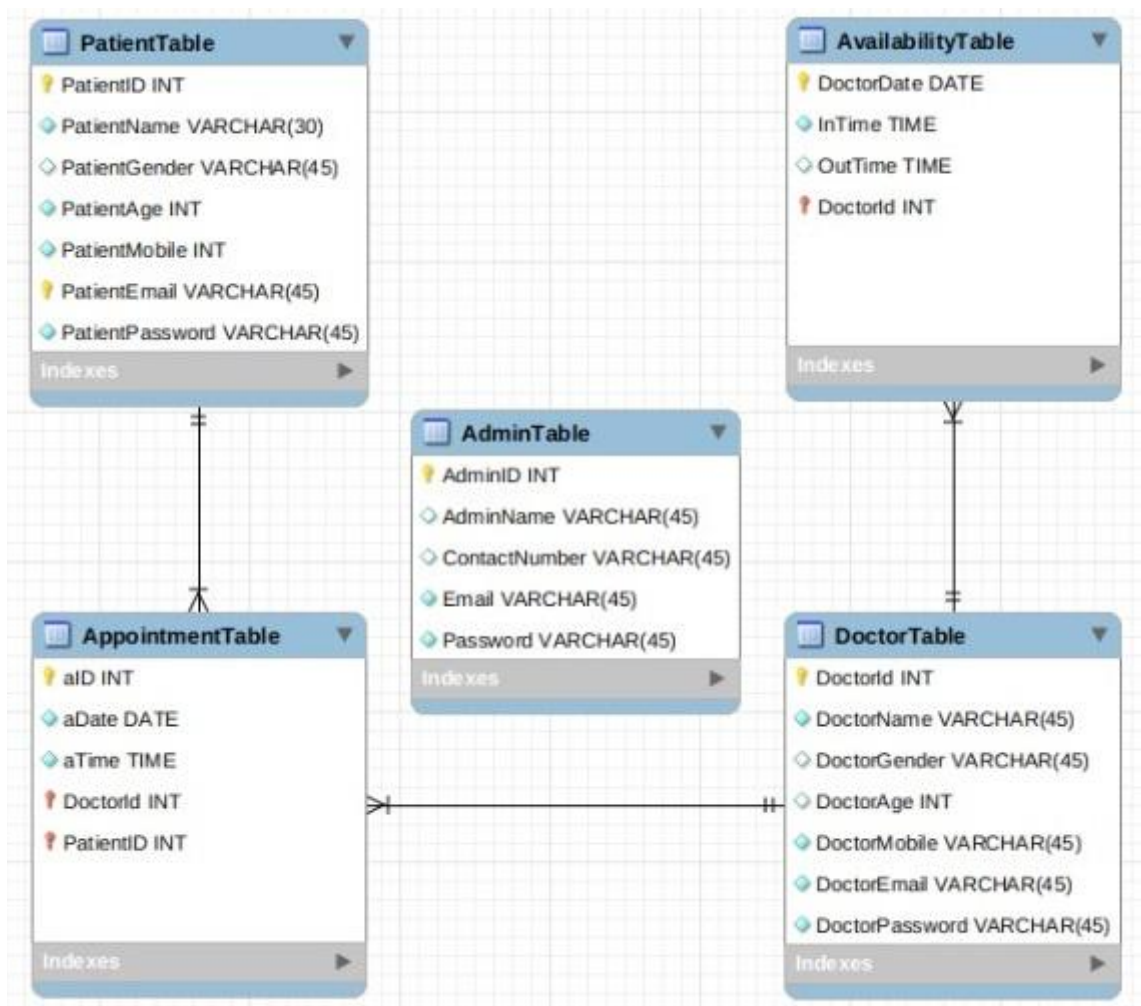 PatientTable
PatientID INT
PatientName VARCHAR(30)
PatientGender VARCHAR(45)
PatientAge INT
PatientMobile INT
PatientEmail VARCHAR(45)
PatientPassword VARCHAR(45)
Indexes
AvailabilityTable
DoctorDate DATE
InTime TIME
OutTime TIME
DoctorId INT
Indexes
AdminTable
AdminID INT
AdminName VARCHAR(45)
ContactNumber VARCHAR(45)
Email VARCHAR(45)
Password VARCHAR(45)
Indexes
AppointmentTable
aID INT
aDate DATE
aTime TIME
DoctorId INT
PatientID INT
Indexes
DoctorTable
DoctorId INT
DoctorName VARCHAR(45)
DoctorGender VARCHAR(45)
DoctorAge INT
DoctorMobile VARCHAR(45)
DoctorEmail VARCHAR(45)
DoctorPassword VARCHAR(45)
Indexes